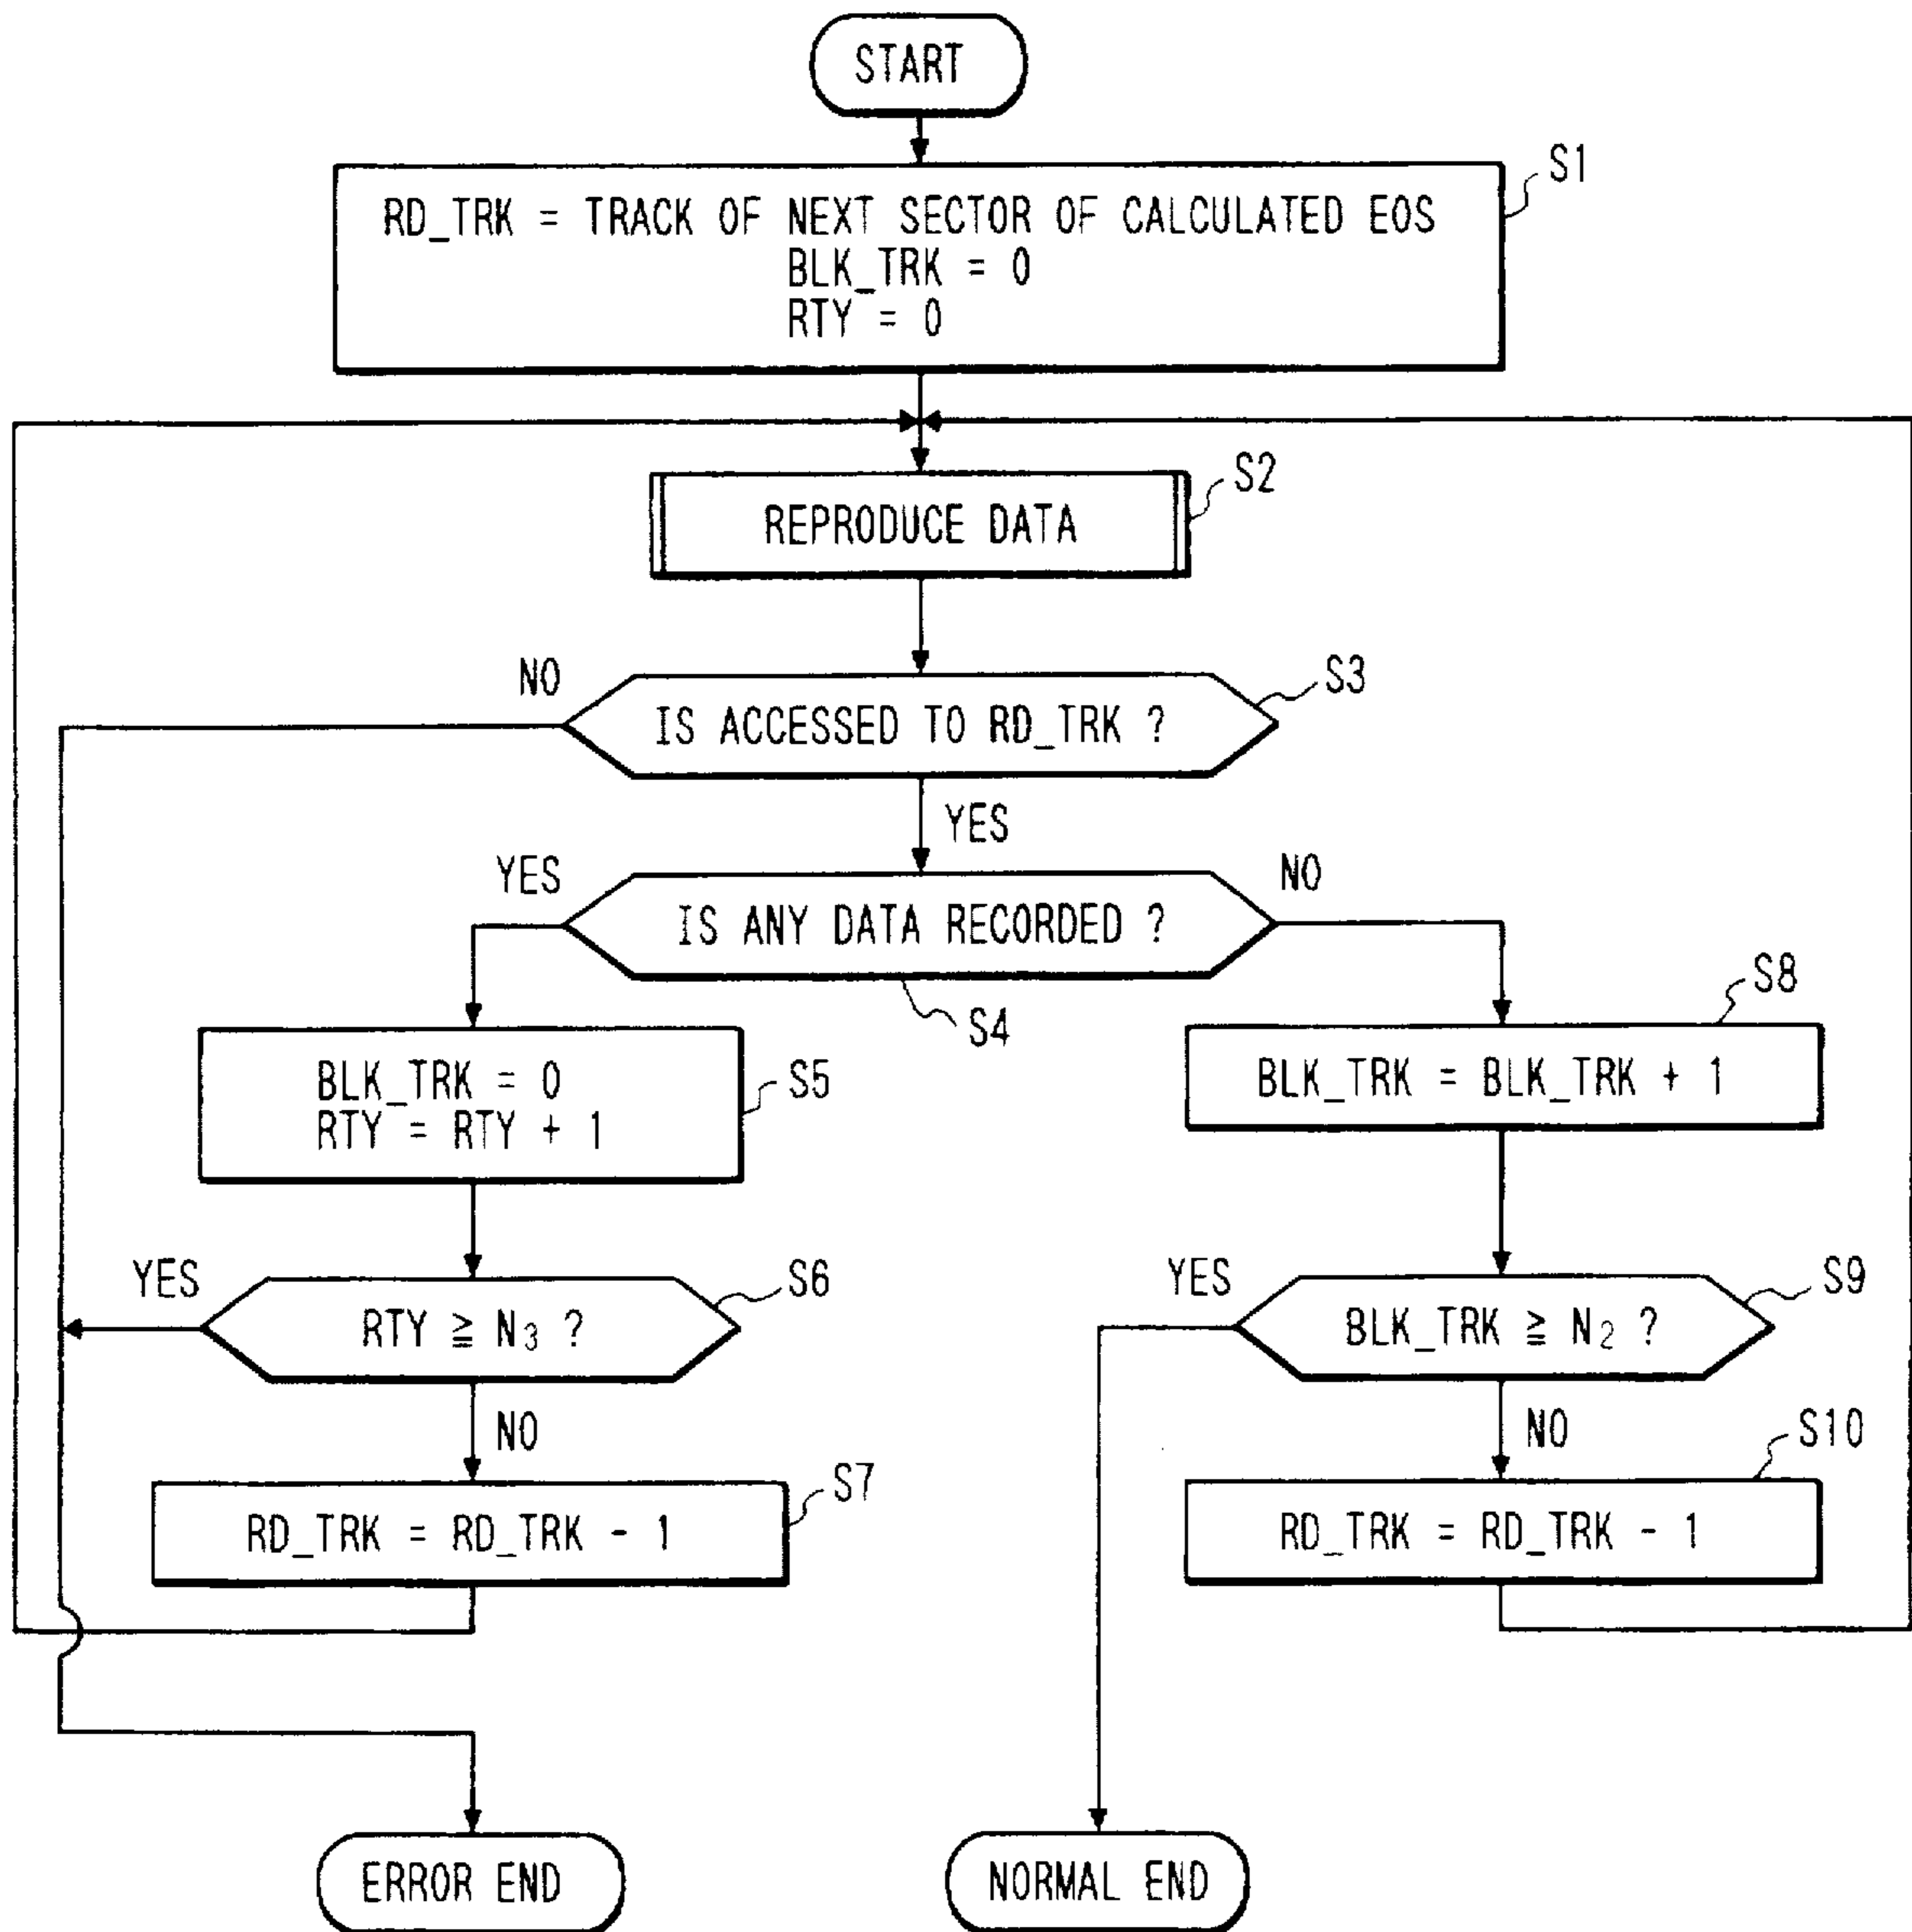 START
S1
RD_TRK = TRACK OF NEXT SECTOR OF CALCULATED EOS
BLK_TRK = 0
RTY = 0
S2
REPRODUCE DATA
NO
S3
IS ACCESSED TO RD_TRK ?
YES
YES
NO
IS ANY DATA RECORDED ?
S4
S8
BLK_TRK = 0
RTY = RTY + 1
S5
BLK_TRK = BLK_TRK + 1
YES
S6
RTY ≧ N₃ ?
YES
S9
BLK_TRK ≧ N₂ ?
NO
NO
S7
RD_TRK = RD_TRK - 1
S10
RD_TRK = RD_TRK - 1
ERROR END
NORMAL END